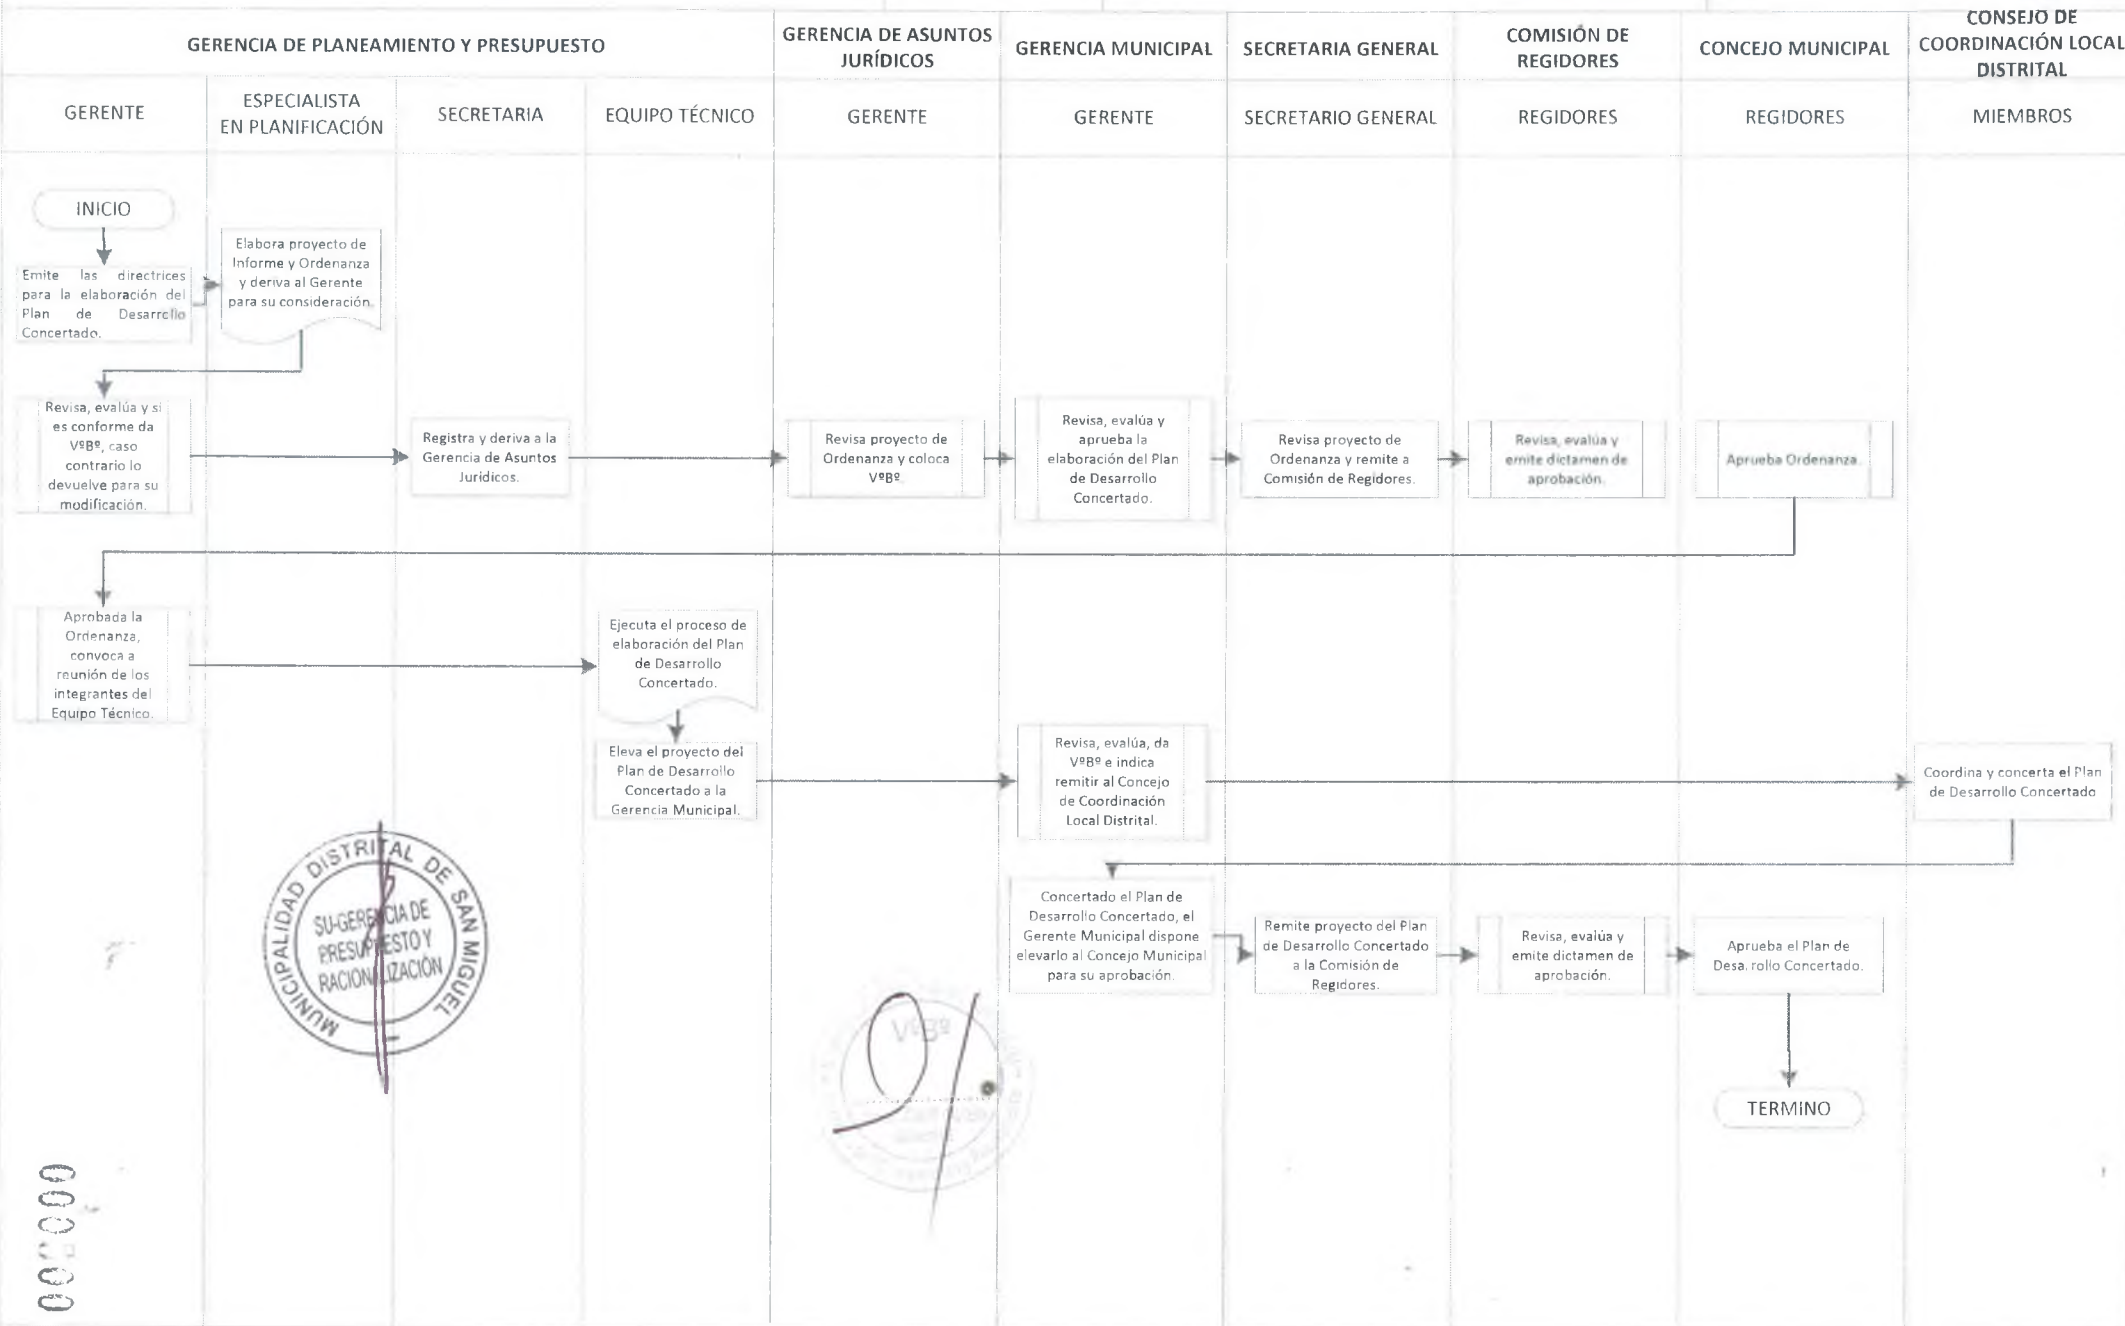 GERENCIA DE PLANEAMIENTO Y PRESUPUESTO
GERENCIA DE ASUNTOS
JURÍDICOS
GERENCIA MUNICIPAL
SECRETARIA GENERAL
COMISIÓN DE
REGIDORES
CONCEJO MUNICIPAL
CONSEJO DE
COORDINACIÓN LOCAL
DISTRITAL
GERENTE
ESPECIALISTA
EN PLANIFICACIÓN
SECRETARIA
EQUIPO TÉCNICO
GERENTE
GERENTE
SECRETARIO GENERAL
REGIDORES
REGIDORES
MIEMBROS
INICIO
Emite las directrices
para la elaboración del
Plan de Desarrollo
Concertado.
Elabora proyecto de
Informe y Ordenanza
y deriva al Gerente
para su consideración.
Revisa, evalúa y si
es conforme da
VºBº, caso
contrario lo
devuelve para su
modificación.
Registra y deriva a la
Gerencia de Asuntos
Jurídicos.
Revisa proyecto de
Ordenanza y coloca
VºBº
Revisa, evalúa y
aprueba la
elaboración del Plan
de Desarrollo
Concertado.
Revisa proyecto de
Ordenanza y remite a
Comisión de Regidores.
Revisa, evalúa y
emite dictamen de
aprobación.
Aprueba Ordenanza.
Aprobada la
Ordenanza,
convoca a
reunión de los
integrantes del
Equipo Técnico.
Ejecuta el proceso de
elaboración del Plan
de Desarrollo
Concertado.
Eleva el proyecto del
Plan de Desarrollo
Concertado a la
Gerencia Municipal.
Revisa, evalúa, da
VºBº e indica
remitir al Concejo
de Coordinación
Local Distrital.
Coordina y concerta el Plan
de Desarrollo Concertado
Concertado el Plan de
Desarrollo Concertado, el
Gerente Municipal dispone
elevarlo al Concejo Municipal
para su aprobación.
Remite proyecto del Plan
de Desarrollo Concertado
a la Comisión de
Regidores.
Revisa, evalúa y
emite dictamen de
aprobación.
Aprueba el Plan de
Desa. rollo Concertado.
TERMINO
MUNICIPALIDAD DISTRITAL DE SAN MIGUEL
SU-GERENCIA DE
PRESUPUESTO Y
RACIONALIZACIÓN
VºBº